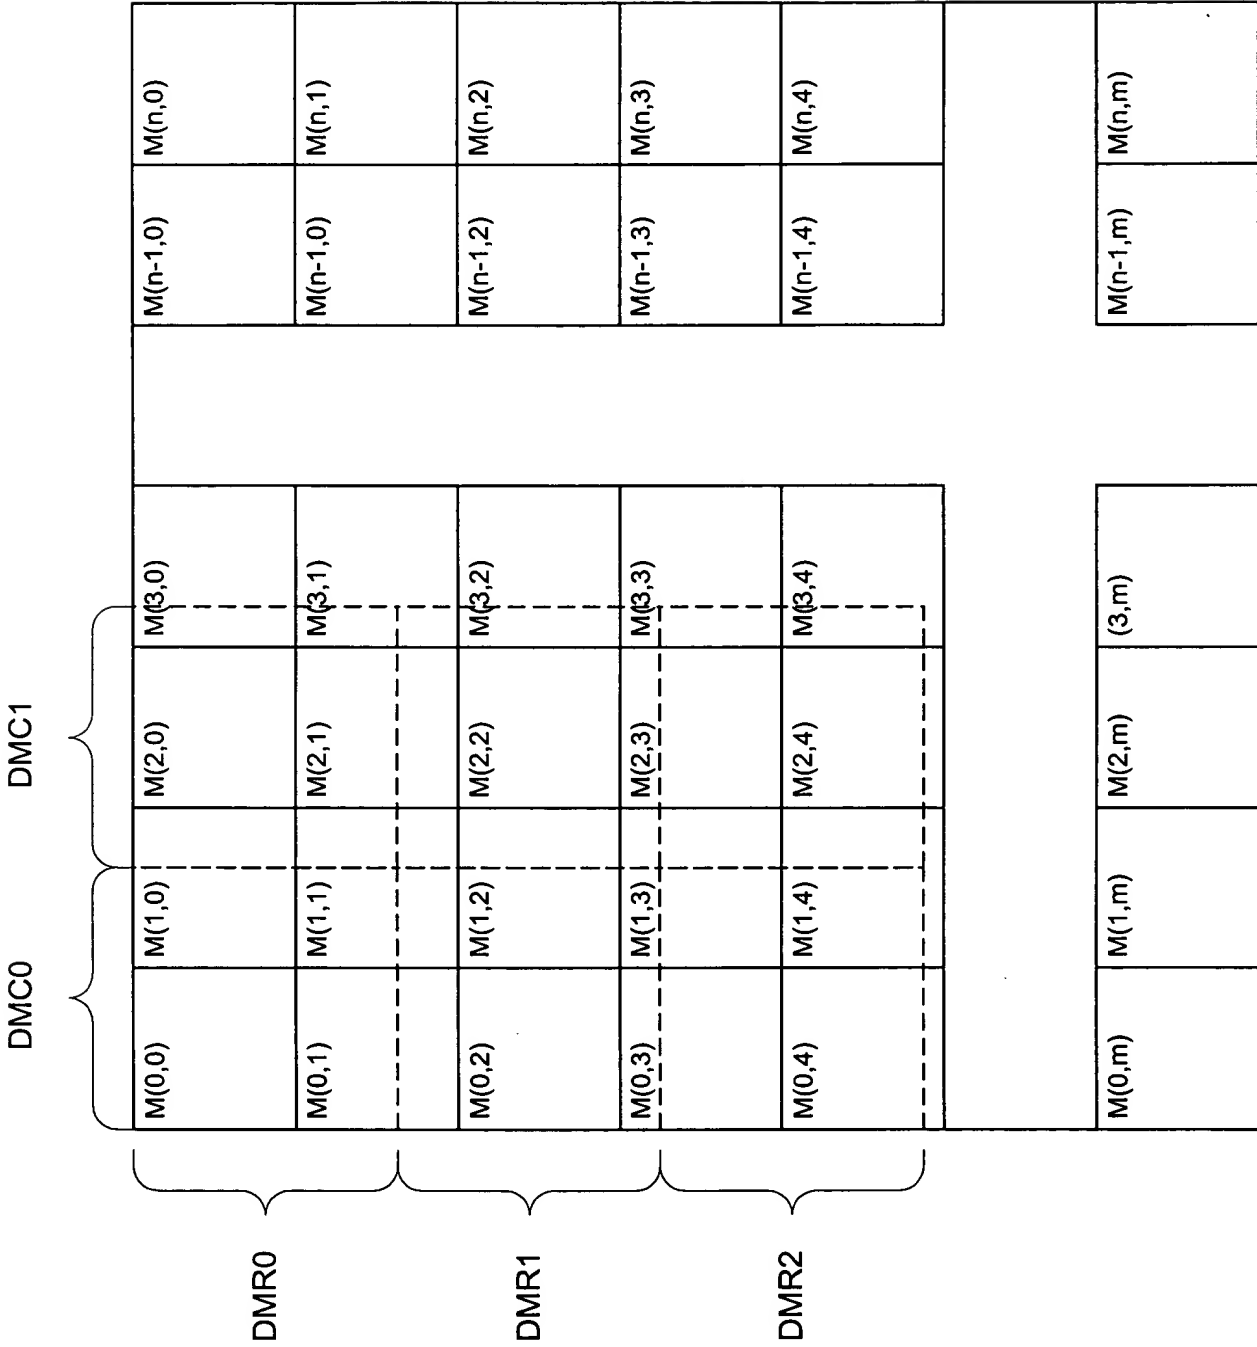 DMC0 DMC1
M(0,0) M(1,0) M(2,0) M(3,0) M(n-1,0) M(n,0)
DMR0
M(0,1) M(1,1) M(2,1) M(3,1) M(n-1,0) M(n,1)
M(0,2) M(1,2) M(2,2) M(3,2) M(n-1,2) M(n,2)
DMR1
M(0,3) M(1,3) M(2,3) M(3,3) M(n-1,3) M(n,3)
DMR2
M(0,4) M(1,4) M(2,4) M(3,4) M(n-1,4) M(n,4)
M(0,m) M(1,m) M(2,m) (3,m) M(n-1,m) M(n,m)